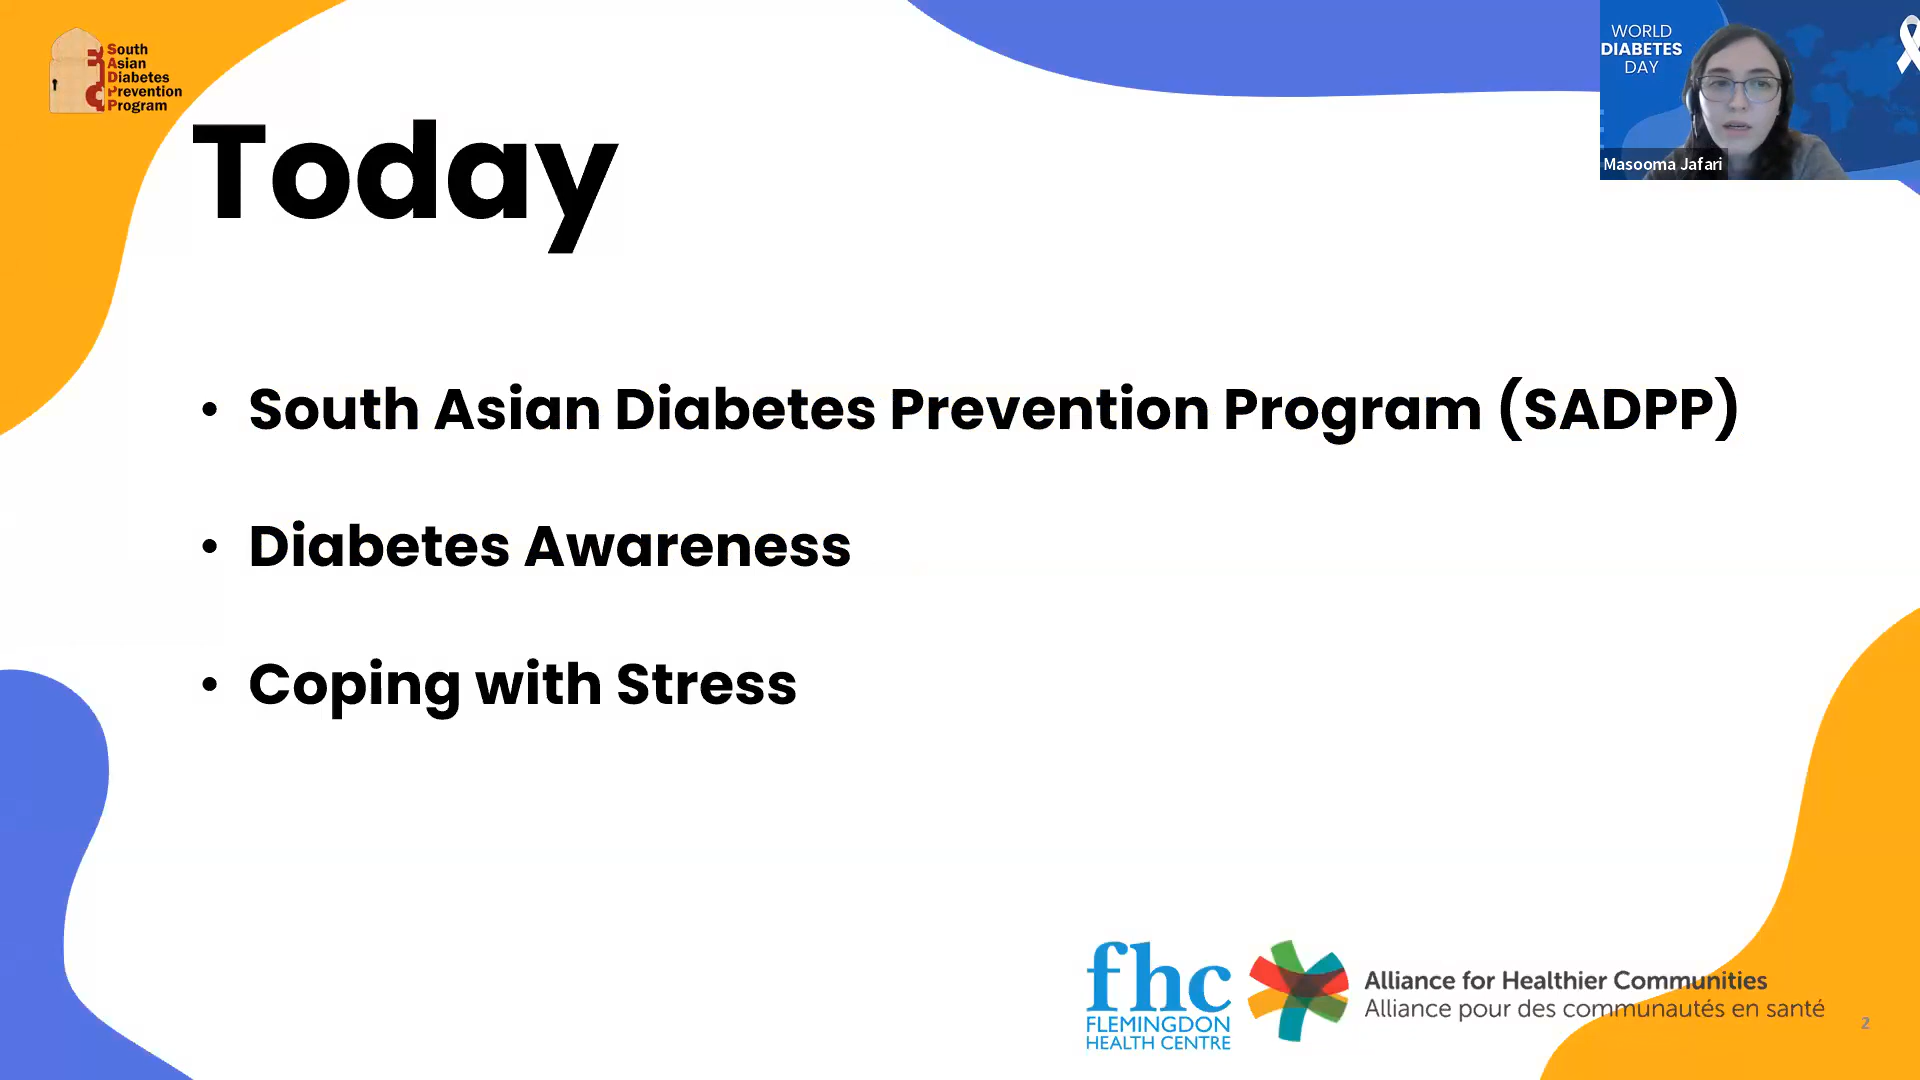 South
Asian
Diabetes
Prevention
Program
WORLD
DIABETES
DAY
Masooma Jafari
Today
• South Asian Diabetes Prevention Program (SADPP)
• Diabetes Awareness
• Coping with Stress
fhc
FLEMINGDON
HEALTH CENTRE
Alliance for Healthier Communities
Alliance pour des communautés en santé
2